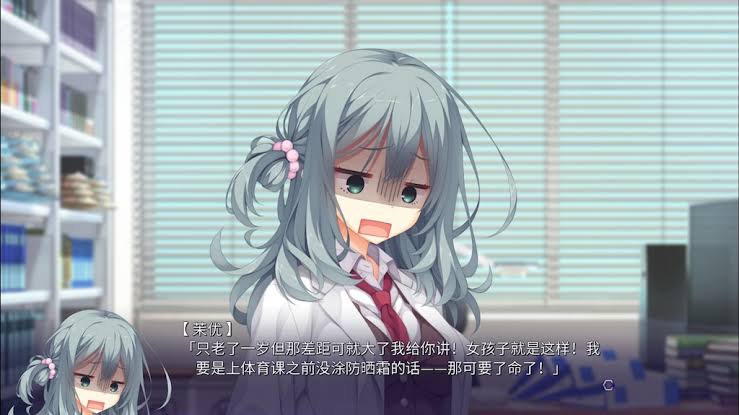 【茉优】
「只老了一岁但那差距可就大了我给你讲！女孩子就是这样！我
要是上体育课之前没涂防晒霜的话——那可要了命了！」